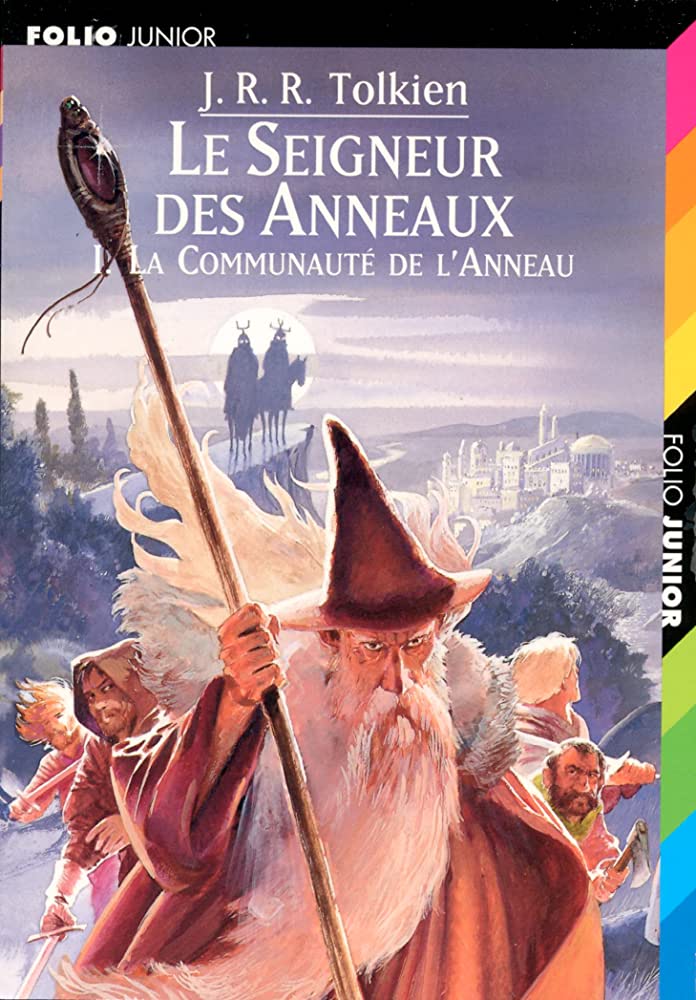 FOLIO JUNIOR
J. R. R. Tolkien
LE SEIGNEUR
DES ANNEAUX
I. LA COMMUNAUTÉ DE L'ANNEAU
FOLIO JUNIOR